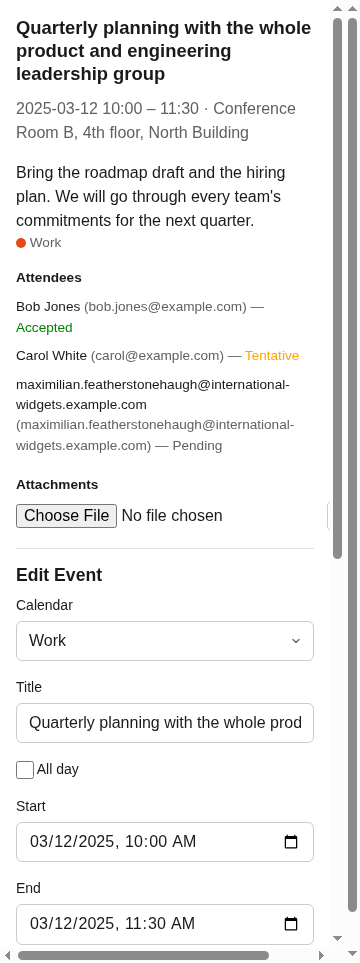 Quarterly planning with the whole
product and engineering
leadership group
2025-03-12 10:00 – 11:30 · Conference
Room B, 4th floor, North Building
Bring the roadmap draft and the hiring
plan. We will go through every team's
commitments for the next quarter.
Work
Attendees
Bob Jones (bob.jones@example.com) —
Accepted
Carol White (carol@example.com) — Tentative
maximilian.featherstonehaugh@international-
widgets.example.com
(maximilian.featherstonehaugh@international-
widgets.example.com) — Pending
Attachments
Choose File No file chosen
Edit Event
Calendar
Work
Title
Quarterly planning with the whole prod
All day
Start
03/12/2025, 10:00 AM
End
03/12/2025, 11:30 AM